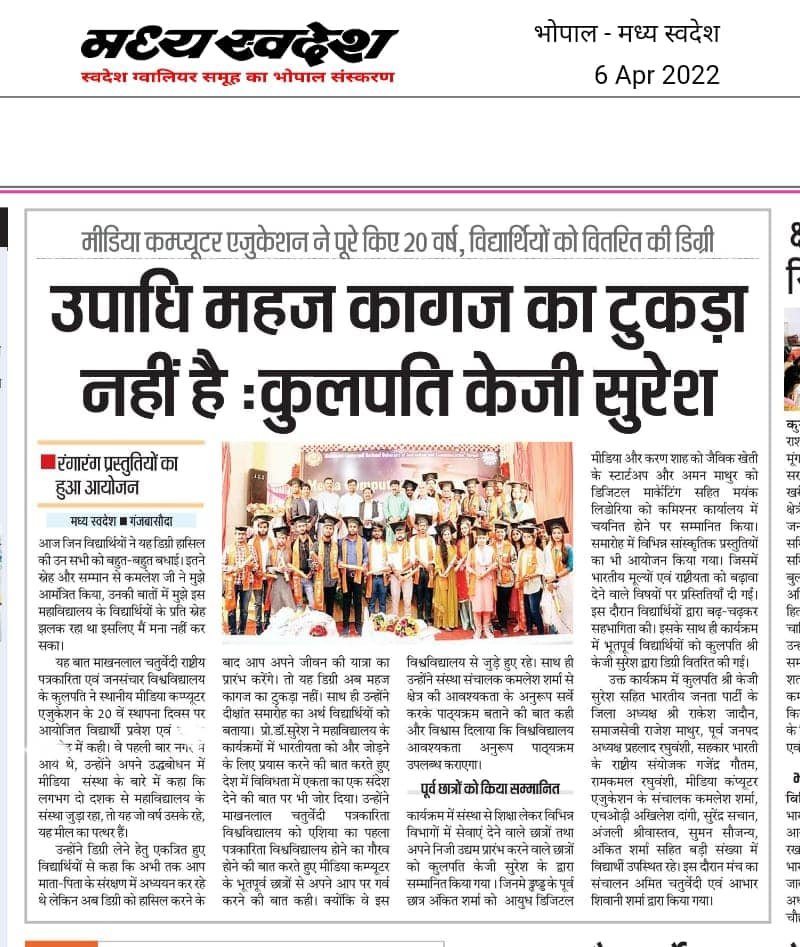 मध्य स्वदेश
स्वदेश ग्वालियर समूह का भोपाल संस्करण
भोपाल - मध्य स्वदेश
6 Apr 2022
मीडिया कम्प्यूटर एजुकेशन ने पूरे किए 20 वर्ष, विद्यार्थियों को वितरित की डिग्री
उपाधि महज कागज का टुकड़ा
नहीं है :कुलपति केजी सुरेश
रंगारंग प्रस्तुतियों का
हुआ आयोजन
मध्य स्वदेश ■ गंजबासौदा
आज जिन विद्यार्थियों ने यह डिग्री हासिल
की उन सभी को बहुत-बहुत बधाई। इतने
स्नेह और सम्मान से कमलेश जी ने मुझे
आमंत्रित किया, उनकी बातों में मुझे इस
महाविद्यालय के विद्यार्थियों के प्रति स्नेह
झलक रहा था इसलिए मैं मना नहीं कर
सका।
यह बात माखनलाल चतुर्वेदी राष्ट्रीय
पत्रकारिता एवं जनसंचार विश्वविद्यालय
के कुलपति ने स्थानीय मीडिया कम्प्यूटर
एजुकेशन के 20 वें स्थापना दिवस पर
आयोजित विद्यार्थी प्रवेश एवं
में कही। वे पहली बार नगर में
आय थे, उन्होंने अपने उद्धबोधन में
मीडिया संस्था के बारे में कहा कि
लगभग दो दशक से महाविद्यालय के
संस्था जुड़ा रहा, तो यह जो वर्ष उसके रहे,
यह मील का पत्थर हैं।
उन्होंने डिग्री लेने हेतु एकत्रित हुए
विद्यार्थियों से कहा कि अभी तक आप
माता-पिता के संरक्षण में अध्ययन कर रहे
थे लेकिन अब डिग्री को हासिल करने के
बाद आप अपने जीवन की यात्रा का
प्रारंभ करेंगे। तो यह डिग्री अब महज
कागज का टुकड़ा नहीं। साथ ही उन्होंने
दीक्षांत समारोह का अर्थ विद्यार्थियों को
बताया। प्रो.डॉ.सुरेश ने महाविद्यालय के
कार्यक्रमों में भारतीयता को और जोड़ने
के लिए प्रयास करने की बात करते हुए
देश में विविधता में एकता का एक संदेश
देने की बात पर भी जोर दिया। उन्होंने
माखनलाल चतुर्वेदी पत्रकारिता
विश्वविद्यालय को एशिया का पहला
पत्रकारिता विश्वविद्यालय होने का गौरव
होने की बात करते हुए मीडिया कम्प्यूटर
के भूतपूर्व छात्रों से अपने आप पर गर्व
करने की बात कही। क्योंकि वे इस
विश्वविद्यालय से जुड़े हुए रहे। साथ ही
उन्होंने संस्था संचालक कमलेश शर्मा से
क्षेत्र की आवश्यकता के अनुरूप सर्वे
करके पाठ्यक्रम बताने की बात कही
और विश्वास दिलाया कि विश्वविद्यालय
आवश्यकता अनुरूप पाठ्यक्रम
उपलब्ध कराएगा।
पूर्व छात्रों को किया सम्मानित
कार्यक्रम में संस्था से शिक्षा लेकर विभिन्न
विभागों में सेवाएं देने वाले छात्रों तथा
अपने निजी उद्यम प्रारंभ करने वाले छात्रों
को कुलपति केजी सुरेश के द्वारा
सम्मानित किया गया। जिनमे के पूर्व
छात्र अंकित शर्मा को आयुध डिजिटल
मीडिया और करण शाह को जैविक खेती
के स्टार्टअप और अमन माथुर को
डिजिटल मार्केटिंग सहित मयंक
लिडोरिया को कमिश्नर कार्यालय में
चयनित होने पर सम्मानित किया।
समारोह में विभिन्न सांस्कृतिक प्रस्तुतियों
का भी आयोजन किया गया। जिसमें
भारतीय मूल्यों एवं राष्ट्रीयता को बढ़ावा
देने वाले विषयों पर प्रस्तितियाँ दी गईं।
इस दौरान विद्यार्थियों द्वारा बढ़-चढ़कर
सहभागिता की। इसके साथ ही कार्यक्रम
में भूतपूर्व विद्यार्थियों को कुलपति श्री
केजी सुरेश द्वारा डिग्री वितरित की गई।
उक्त कार्यक्रम में कुलपति श्री केजी
सुरेश सहित भारतीय जनता पार्टी के
जिला अध्यक्ष श्री राकेश जादौन,
समाजसेवी राजेश माथुर, पूर्व जनपद
अध्यक्ष प्रहलाद रघुवंशी, सहकार भारती
के राष्ट्रीय संयोजक गजेंद्र गौतम,
रामकमल रघुवंशी, मीडिया कंप्यूटर
एजुकेशन के संचालक कमलेश शर्मा,
एचओड़ी अखिलेश दांगी, सुरेंद्र सचान,
अंजली श्रीवास्तव, सुमन सौजन्य,
अंकित शर्मा सहित बड़ी संख्या में
विद्यार्थी उपस्थित रहे। इस दौरान मंच का
संचालन अमित चतुर्वेदी एवं आभार
शिवानी शर्मा द्वारा किया गया।